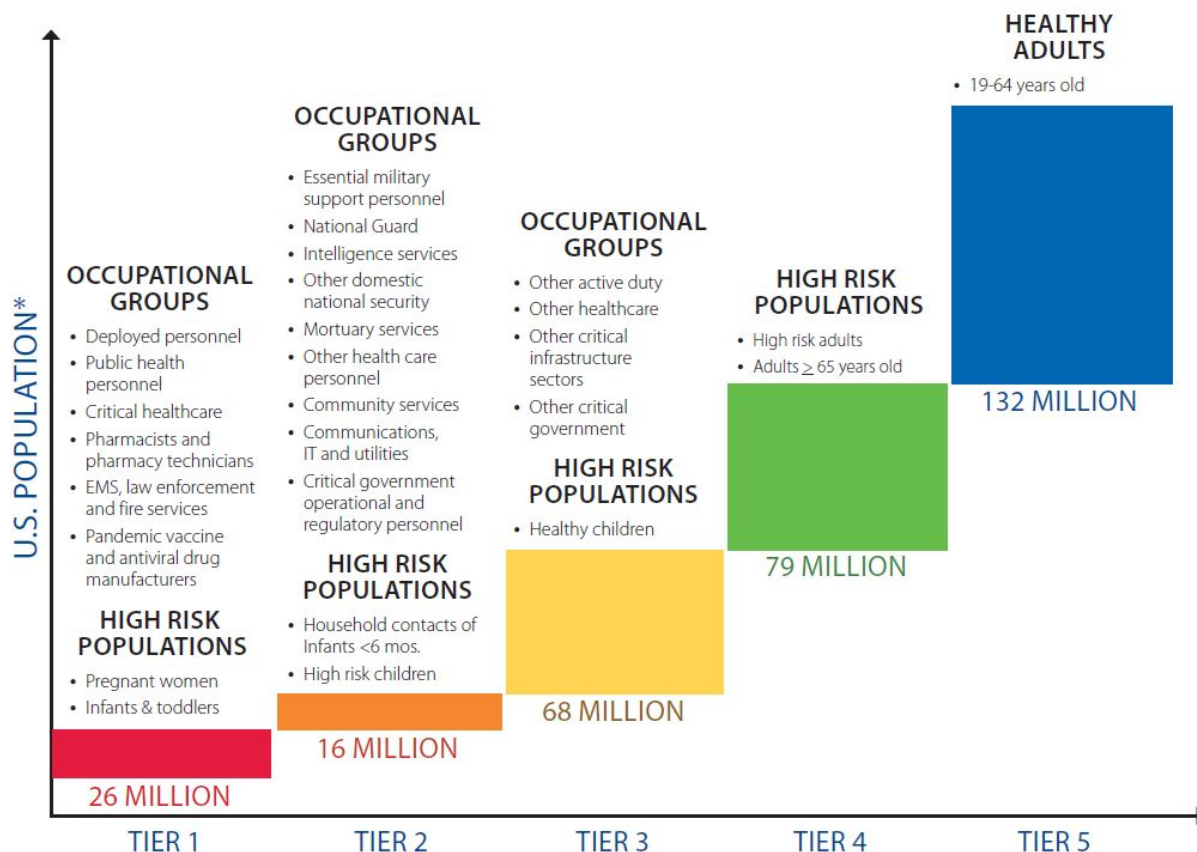 U.S. POPULATION*
OCCUPATIONAL
GROUPS
• Deployed personnel
• Public health
personnel
• Critical healthcare
• Pharmacists and
pharmacy technicians
• EMS, law enforcement
and fire services
• Pandemic vaccine
and antiviral drug
manufacturers
HIGH RISK
POPULATIONS
• Pregnant women
• Infants & toddlers
26 MILLION
TIER 1
OCCUPATIONAL
GROUPS
• Essential military
support personnel
• National Guard
• Intelligence services
• Other domestic
national security
• Mortuary services
• Other health care
personnel
• Community services
• Communications,
IT and utilities
• Critical government
operational and
regulatory personnel
HIGH RISK
POPULATIONS
• Household contacts of
Infants <6 mos.
• High risk children
16 MILLION
TIER 2
OCCUPATIONAL
GROUPS
• Other active duty
• Other healthcare
• Other critical
infrastructure
sectors
• Other critical
government
HIGH RISK
POPULATIONS
• Healthy children
68 MILLION
TIER 3
HIGH RISK
POPULATIONS
• High risk adults
• Adults ≥ 65 years old
79 MILLION
TIER 4
HEALTHY
ADULTS
• 19-64 years old
132 MILLION
TIER 5